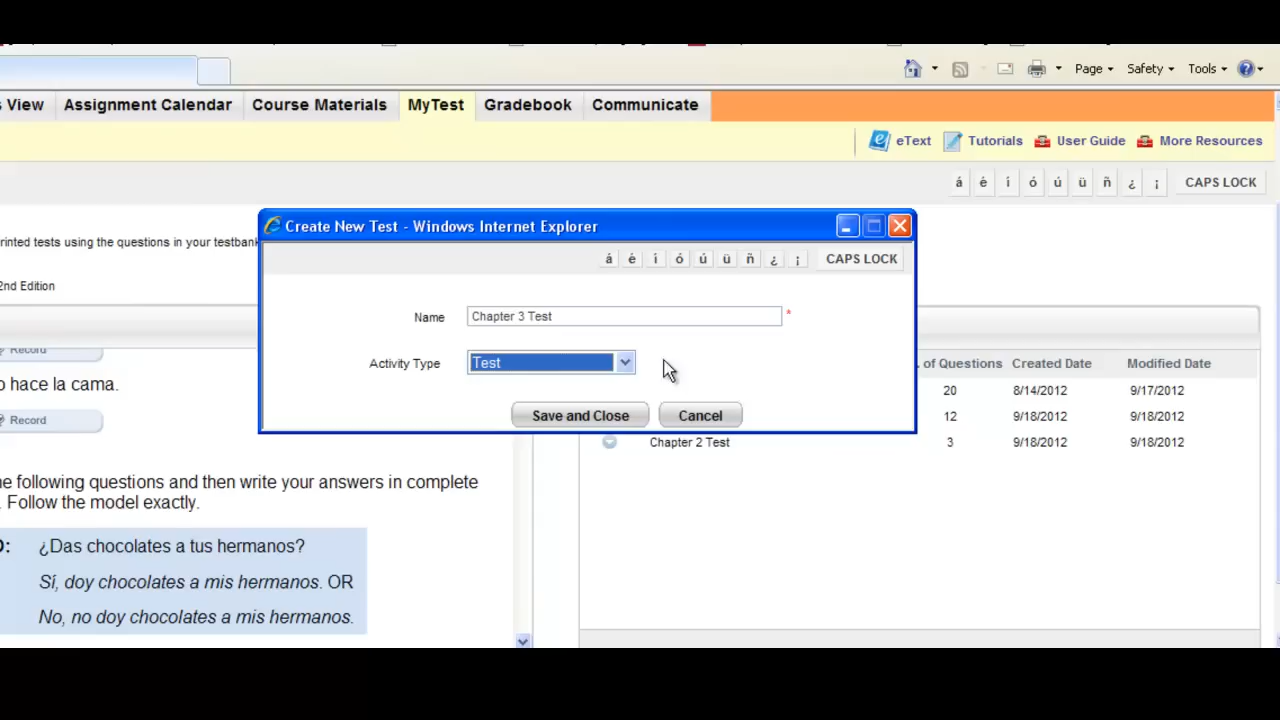 Page Safety Tools
s View Assignment Calendar Course Materials MyTest Gradebook Communicate
eText Tutorials User Guide More Resources
á é í ó ú ü ñ ¿ ¡ CAPS LOCK
Create New Test - Windows Internet Explorer
rinted tests using the questions in your testbank
á é í ó ú ü ñ ¿ ¡ CAPS LOCK
2nd Edition
Name Chapter 3 Test *
Record
Activity Type Test
. of Questions Created Date Modified Date
o hace la cama.
20 8/14/2012 9/17/2012
Record
Save and Close Cancel
12 9/18/2012 9/18/2012
Chapter 2 Test 3 9/18/2012 9/18/2012
he following questions and then write your answers in complete
. Follow the model exactly.
O: ¿Das chocolates a tus hermanos?
Sí, doy chocolates a mis hermanos. OR
No, no doy chocolates a mis hermanos.